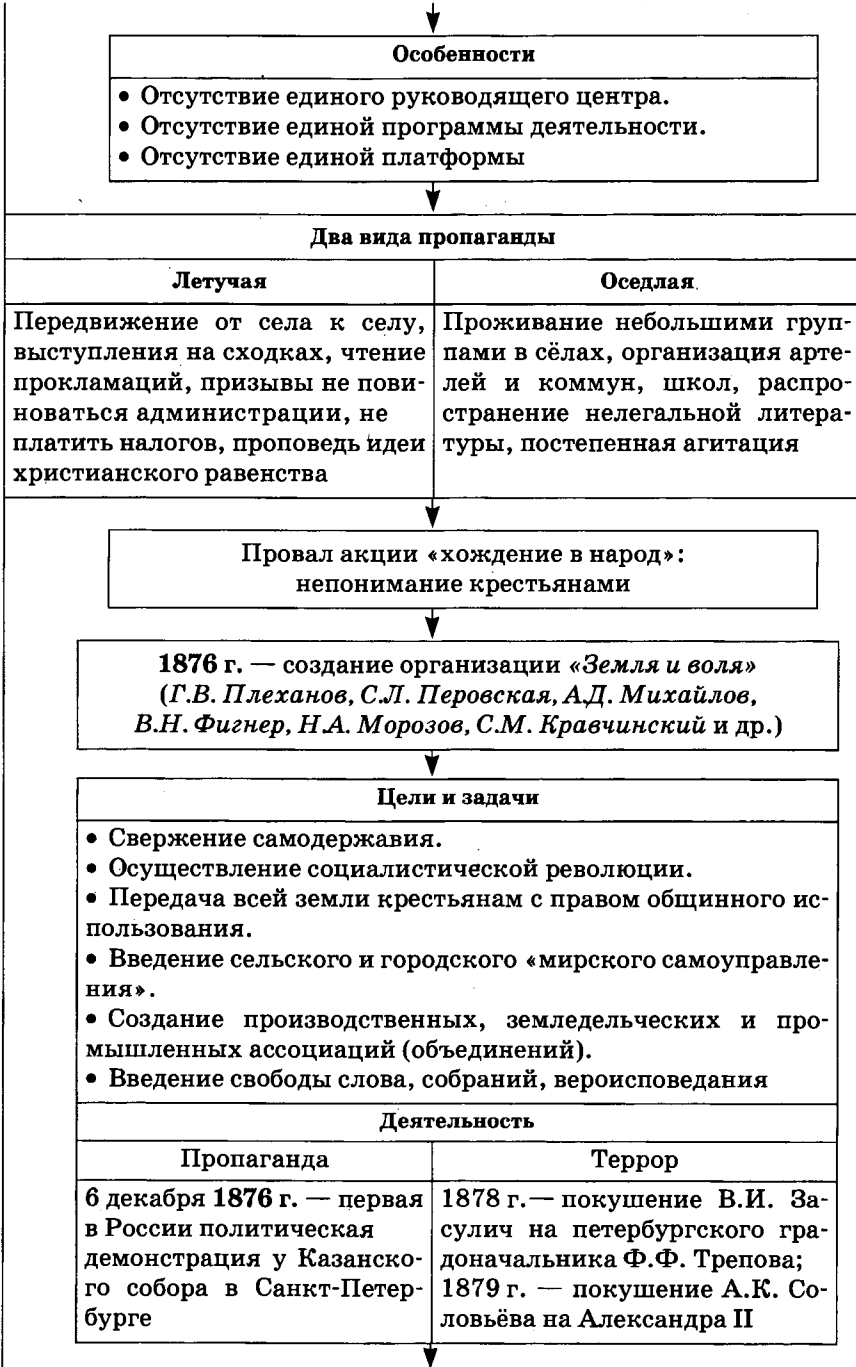 Особенности
• Отсутствие единого руководящего центра.
• Отсутствие единой программы деятельности.
• Отсутствие единой платформы
Два вида пропаганды
Летучая
Передвижение от села к селу,
выступления на сходках, чтение
прокламаций, призывы не пови-
новаться администрации, не
платить налогов, проповедь идеи
христианского равенства
Оседлая
Проживание небольшими груп-
пами в сёлах, организация арте-
лей и коммун, школ, распро-
странение нелегальной литера-
туры, постепенная агитация
Провал акции «хождение в народ»:
непонимание крестьянами
1876 г. — создание организации «Земля и воля»
(Г.В. Плеханов, С.Л. Перовская, А.Д. Михайлов,
В.Н. Фигнер, Н.А. Морозов, С.М. Кравчинский и др.)
Цели и задачи
• Свержение самодержавия.
• Осуществление социалистической революции.
• Передача всей земли крестьянам с правом общинного ис-
пользования.
• Введение сельского и городского «мирского самоуправле-
ния».
• Создание производственных, земледельческих и про-
мышленных ассоциаций (объединений).
• Введение свободы слова, собраний, вероисповедания
Деятельность
Пропаганда
6 декабря 1876 г. — первая
в России политическая
демонстрация у Казанско-
го собора в Санкт-Петер-
бурге
Террор
1878 г.— покушение В.И. За-
сулич на петербургского гра-
доначальника Ф.Ф. Трепова;
1879 г. — покушение А.К. Со-
ловьёва на Александра II